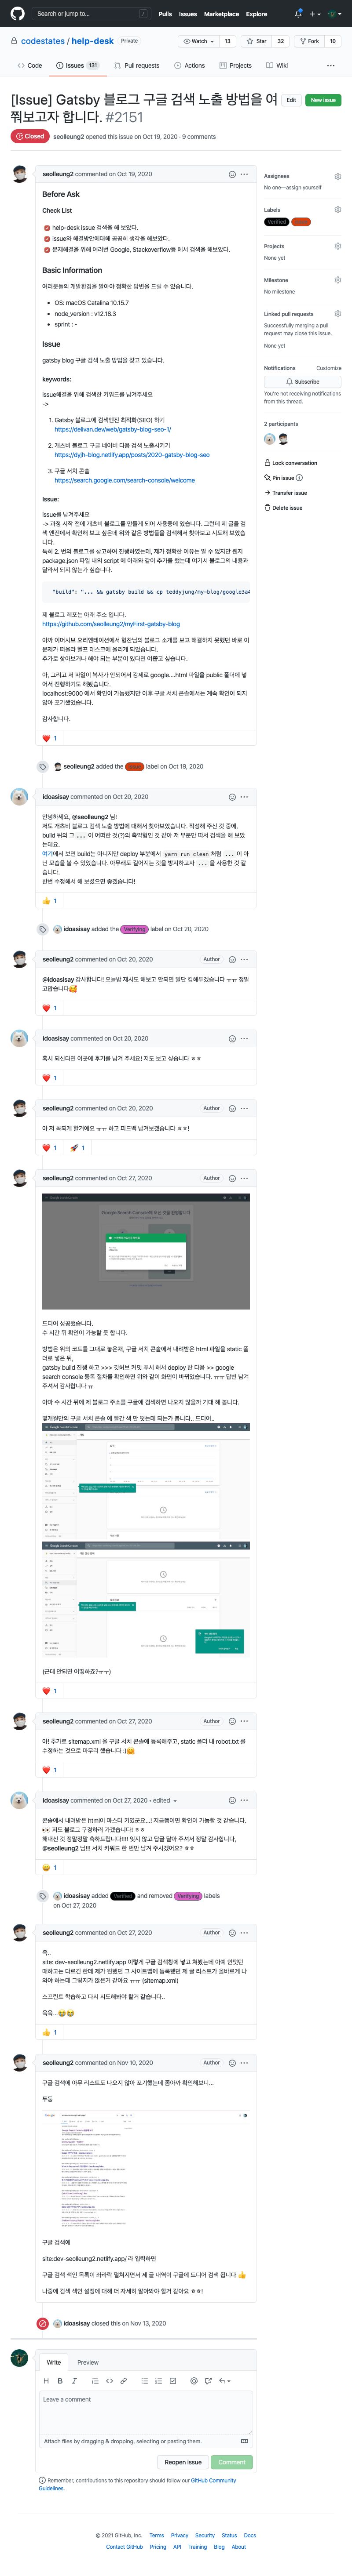 Search or jump to...
/
Pulls Issues Marketplace Explore
codestates / help-desk Private
Watch 13 Star 32 Fork 10
Code Issues 131 Pull requests Actions Projects Wiki
[Issue] Gatsby 블로그 구글 검색 노출 방법을 여
쭤보고자 합니다. #2151
Edit New issue
Closed seolleung2 opened this issue on Oct 19, 2020 · 9 comments
seolleung2 commented on Oct 19, 2020
Before Ask
Check List
help-desk issue 검색을 해 보았다.
issue와 해결방안에대해 곰곰히 생각을 해보았다.
문제해결을 위해 여러번 Google, Stackoverflow등 에서 검색을 해보았다.
Basic Information
여러분들의 개발환경을 알아야 정확한 답변을 드릴 수 있습니다.
OS: macOS Catalina 10.15.7
node_version : v12.18.3
sprint : -
Issue
gatsby blog 구글 검색 노출 방법을 찾고 있습니다.
keywords:
issue해결을 위해 검색한 키워드를 남겨주세요
->
1. Gatsby 블로그에 검색엔진 최적화(SEO) 하기
https://delivan.dev/web/gatsby-blog-seo-1/
2. 개츠비 블로그 구글 네이버 다음 검색 노출시키기
https://dyjh-blog.netlify.app/posts/2020-gatsby-blog-seo
3. 구글 서치 콘솔
https://search.google.com/search-console/welcome
Issue:
issue를 남겨주세요
-> 과정 시작 전에 개츠비 블로그를 만들게 되어 사용중에 있습니다. 그런데 제 글을 검
색 엔진에서 확인해 보고 싶은데 위와 같은 방법들을 검색해서 찾아보고 시도해 보았습
니다.
특히 2. 번의 블로그를 참고하여 진행하였는데, 제가 정확한 이유는 알 수 없지만 왠지
package.json 파일 내의 script 에 아래와 같이 추가를 했는데 여기서 블로그의 내용과
달라서 되지 않는가 싶습니다.
"build": "... && gatsby build && cp teddyjung/my-blog/google3a4
제 블로그 레포는 아래 주소 입니다.
https://github.com/seolleung2/myFirst-gatsby-blog
아까 이머시브 오리엔테이션에서 형찬님의 블로그 소개를 보고 해결하지 못했던 바로 이
문제가 떠올라 헬프 데스크에 올리게 되었습니다.
추가로 찾아보거나 해야 되는 부분이 있다면 여쭙고 싶습니다.
아, 그리고 저 파일이 복사가 안되어서 강제로 google....html 파일를 public 폴더에 넣
어서 진행하기도 해봤습니다.
localhost:9000 에서 확인이 가능했지만 이후 구글 서치 콘솔에서는 계속 확인이 되지
않아 포기했었습니다.
감사합니다.
1
seolleung2 added the label on Oct 19, 2020
idoasisay commented on Oct 20, 2020
안녕하세요, @seolleung2 님!
저도 개츠비 블로그 검색 노출 방법에 대해서 찾아보았습니다. 작성해 주신 것 중에,
build 뒤의 그 ... 이 어떠한 것(?)의 축약형인 것 같아 저 부분만 띠서 검색을 해 보았
는데요.
여기에서 보면 build는 아니지만 deploy 부분에서 yarn run clean 처럼 ... 이 아
닌 모습을 볼 수 있었습니다. 아무래도 길어지는 것을 방지하고자 ... 을 사용한 것 같
습니다.
한번 수정해서 해 보셨으면 좋겠습니다!
1
idoasisay added the Verifying label on Oct 20, 2020
seolleung2 commented on Oct 20, 2020 Author
@idoasisay 감사합니다! 오늘밤 재시도 해보고 안되면 일단 킵해두겠습니다 ㅠㅠ 정말
고맙습니다
1
idoasisay commented on Oct 20, 2020
혹시 되신다면 이곳에 후기를 남겨 주세요! 저도 보고 싶습니다 ㅎㅎ
1
seolleung2 commented on Oct 20, 2020 Author
아 저 꼭되게 할거에요 ㅠㅠ 하고 피드백 남겨보겠습니다 ㅎㅎ!
1 1
seolleung2 commented on Oct 27, 2020 Author
드디어 성공했습니다.
수 시간 뒤 확인이 가능할 듯 합니다.
방법은 위의 코드를 그대로 놓은채, 구글 서치 콘솔에서 내려받은 html 파일을 static 폴
더로 넣은 뒤,
gatsby build 진행 하고 >>> 깃허브 커밋 푸시 해서 deploy 한 다음 >> google
search console 등록 절차를 확인하면 위와 같이 화면이 바뀌었습니다. ㅠㅠ 답변 남겨
주셔서 감사합니다 ㅠ
아마 수 시간 뒤에 제 블로그 주소를 구글에 검색하면 나오지 않을까 기대 해 봅니다.
몇개월만의 구글 서치 콘솔 에 빨간 색 만 떳는데 되는가 봅니다.. 드디어..
(근데 안되면 어떻하죠?ㅠㅜ)
1
seolleung2 commented on Oct 27, 2020 Author
아! 추가로 sitemap.xml 을 구글 서치 콘솔에 등록해주고, static 폴더 내 robot.txt 를
수정하는 것으로 마무리 했습니다 :)
1
idoasisay commented on Oct 27, 2020 • edited
콘솔에서 내려받은 html이 마스터 키였군요...! 지금쯤이면 확인이 가능할 것 같습니다.
저도 블로그 구경하러 가겠습니다! ㅎㅎ
해내신 것 정말정말 축하드립니다!!!! 잊지 않고 답글 달아 주셔서 정말 감사합니다,
@seolleung2 님!!! 서치 키워드 한 번만 남겨 주시겠어요? ㅎㅎ
1
idoasisay added Verified and removed Verifying labels
on Oct 27, 2020
seolleung2 commented on Oct 27, 2020 Author
윽..
site: dev-seolleung2.netlify.app 이렇게 구글 검색창에 넣고 쳐봤는데 아예 안떳던
때하고는 다르긴 한데 제가 원했던 그 사이트맵에 등록했던 제 글 리스트가 올바르게 나
와야 하는데 그렇지가 않은거 같아요 ㅠㅠ (sitemap.xml)
스프린트 학습하고 다시 시도해봐야 할거 같습니다..
윽윽...
1
seolleung2 commented on Nov 10, 2020 Author
구글 검색에 아무 리스트도 나오지 않아 포기했는데 좀아까 확인해보니...
두둥
구글 검색에
site:dev-seolleung2.netlify.app/ 라 입력하면
구글 검색 색인 목록이 좌라락 펼쳐지면서 제 글 내역이 구글에 드디어 검색 됩니다
나중에 검색 색인 설정에 대해 더 자세히 알아봐야 할거 같아요 ㅎㅎ!
idoasisay closed this on Nov 13, 2020
Write Preview
Leave a comment
Attach files by dragging & dropping, selecting or pasting them.
Reopen issue Comment
Remember, contributions to this repository should follow our GitHub Community
Guidelines.
Assignees
No one—assign yourself
Labels
Verified
Projects
None yet
Milestone
No milestone
Linked pull requests
Successfully merging a pull
request may close this issue.
None yet
Notifications Customize
Subscribe
You're not receiving notifications
from this thread.
2 participants
Lock conversation
Pin issue
Transfer issue
Delete issue
© 2021 GitHub, Inc. Terms Privacy Security Status Docs
Contact GitHub Pricing API Training Blog About